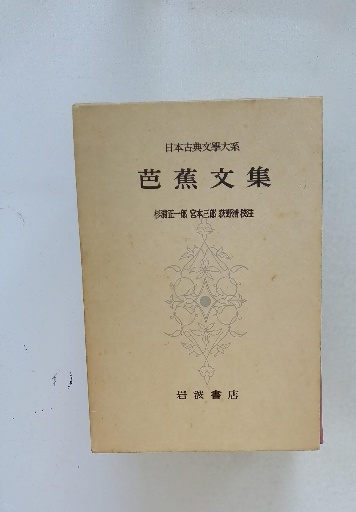 日本古典文學大系
芭蕉文集
杉浦正一郎 宮本三郎 荻野清 校注
岩波書店